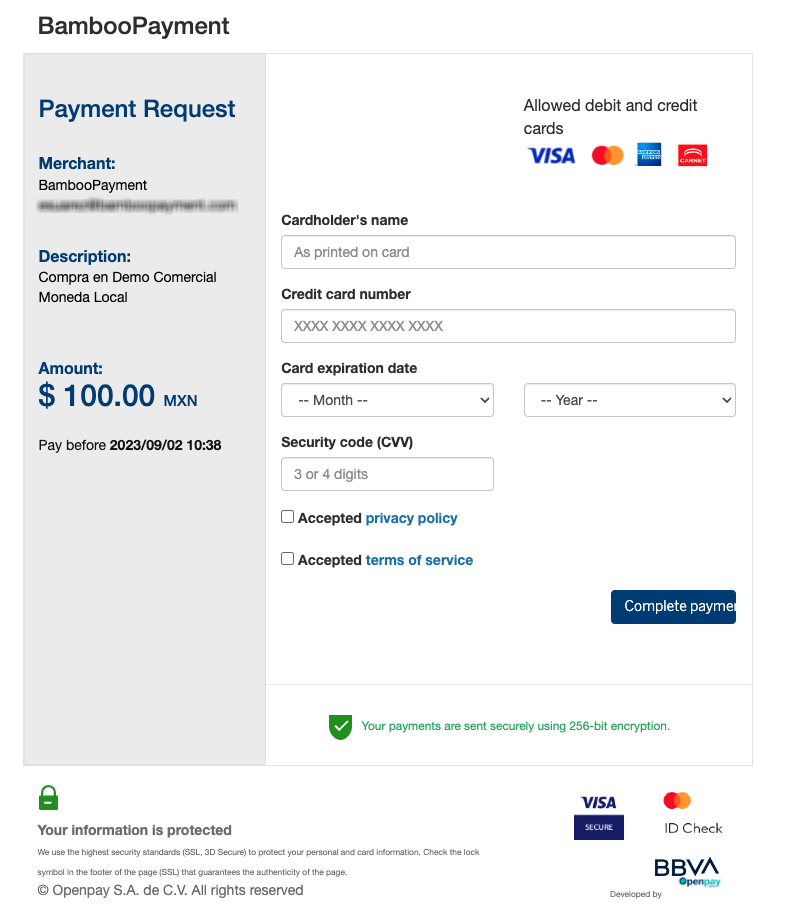 BambooPayment
Payment Request
Merchant:
BambooPayment
Description:
Compra en Demo Comercial
Moneda Local
Amount:
$ 100.00 MXN
Pay before 2023/09/02 10:38
Allowed debit and credit
cards
VISA
AMERICAN EXPRESS
CARNET
Cardholder's name
As printed on card
Credit card number
XXXX XXXX XXXX XXXX
Card expiration date
-- Month --
-- Year --
Security code (CVV)
3 or 4 digits
Accepted privacy policy
Accepted terms of service
Complete paymen
Your payments are sent securely using 256-bit encryption.
Your information is protected
We use the highest security standards (SSL, 3D Secure) to protect your personal and card information. Check the lock
symbol in the footer of the page (SSL) that guarantees the authenticity of the page.
© Openpay S.A. de C.V. All rights reserved
VISA
SECURE
ID Check
BBVA
Openpay
Developed by